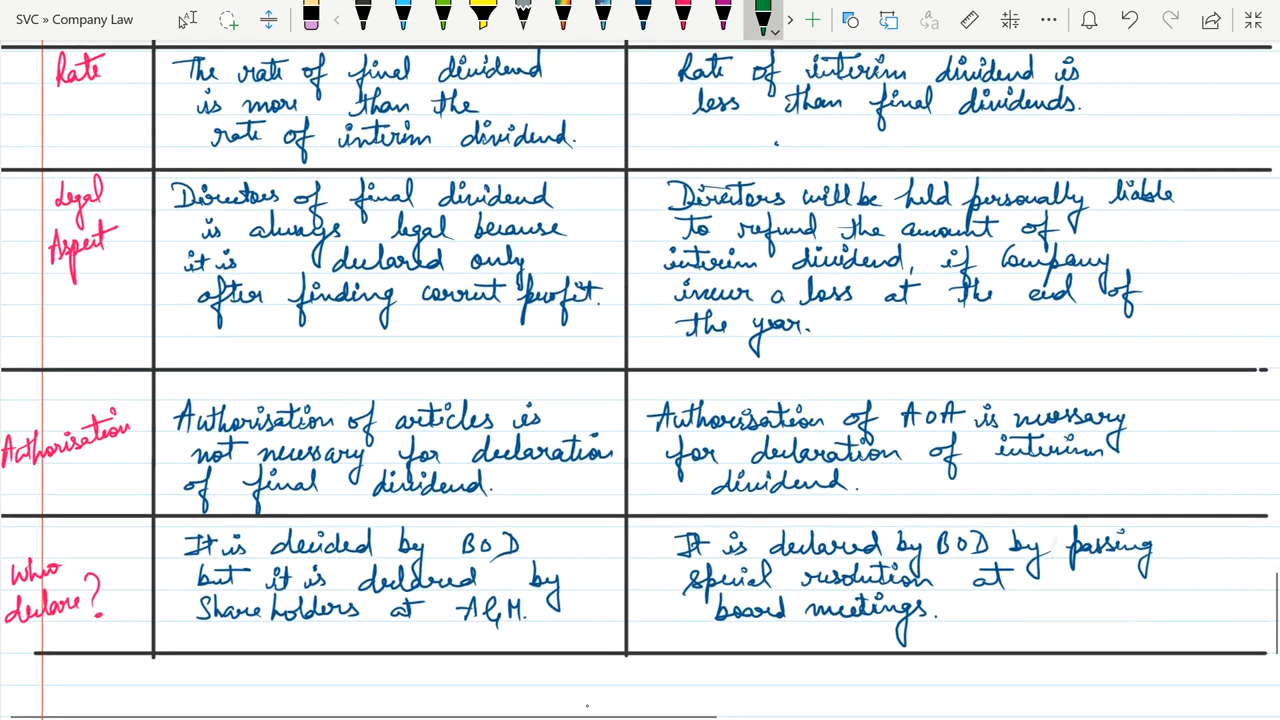 SVC » Company Law
Rate
The rate of final dividend
is more than the
rate of interim dividend.
Rate of interim dividend is
less than final dividends.
Legal
Aspect
Directors of final dividend
is always legal because
it is declared only
after finding correct profit.
Directors will be held personally liable
to refund the amount of
interim dividend, if Company
incur a loss at the end of
the year.
Authorisation
Authorisation of articles is
not necessary for declaration
of final dividend.
Authorisation of AOA is necessary
for declaration of interim
dividend.
Who
declare?
It is decided by BOD
but it is declared by
Shareholders at AGM.
It is declared by BOD by passing
special resolution at
board meetings.